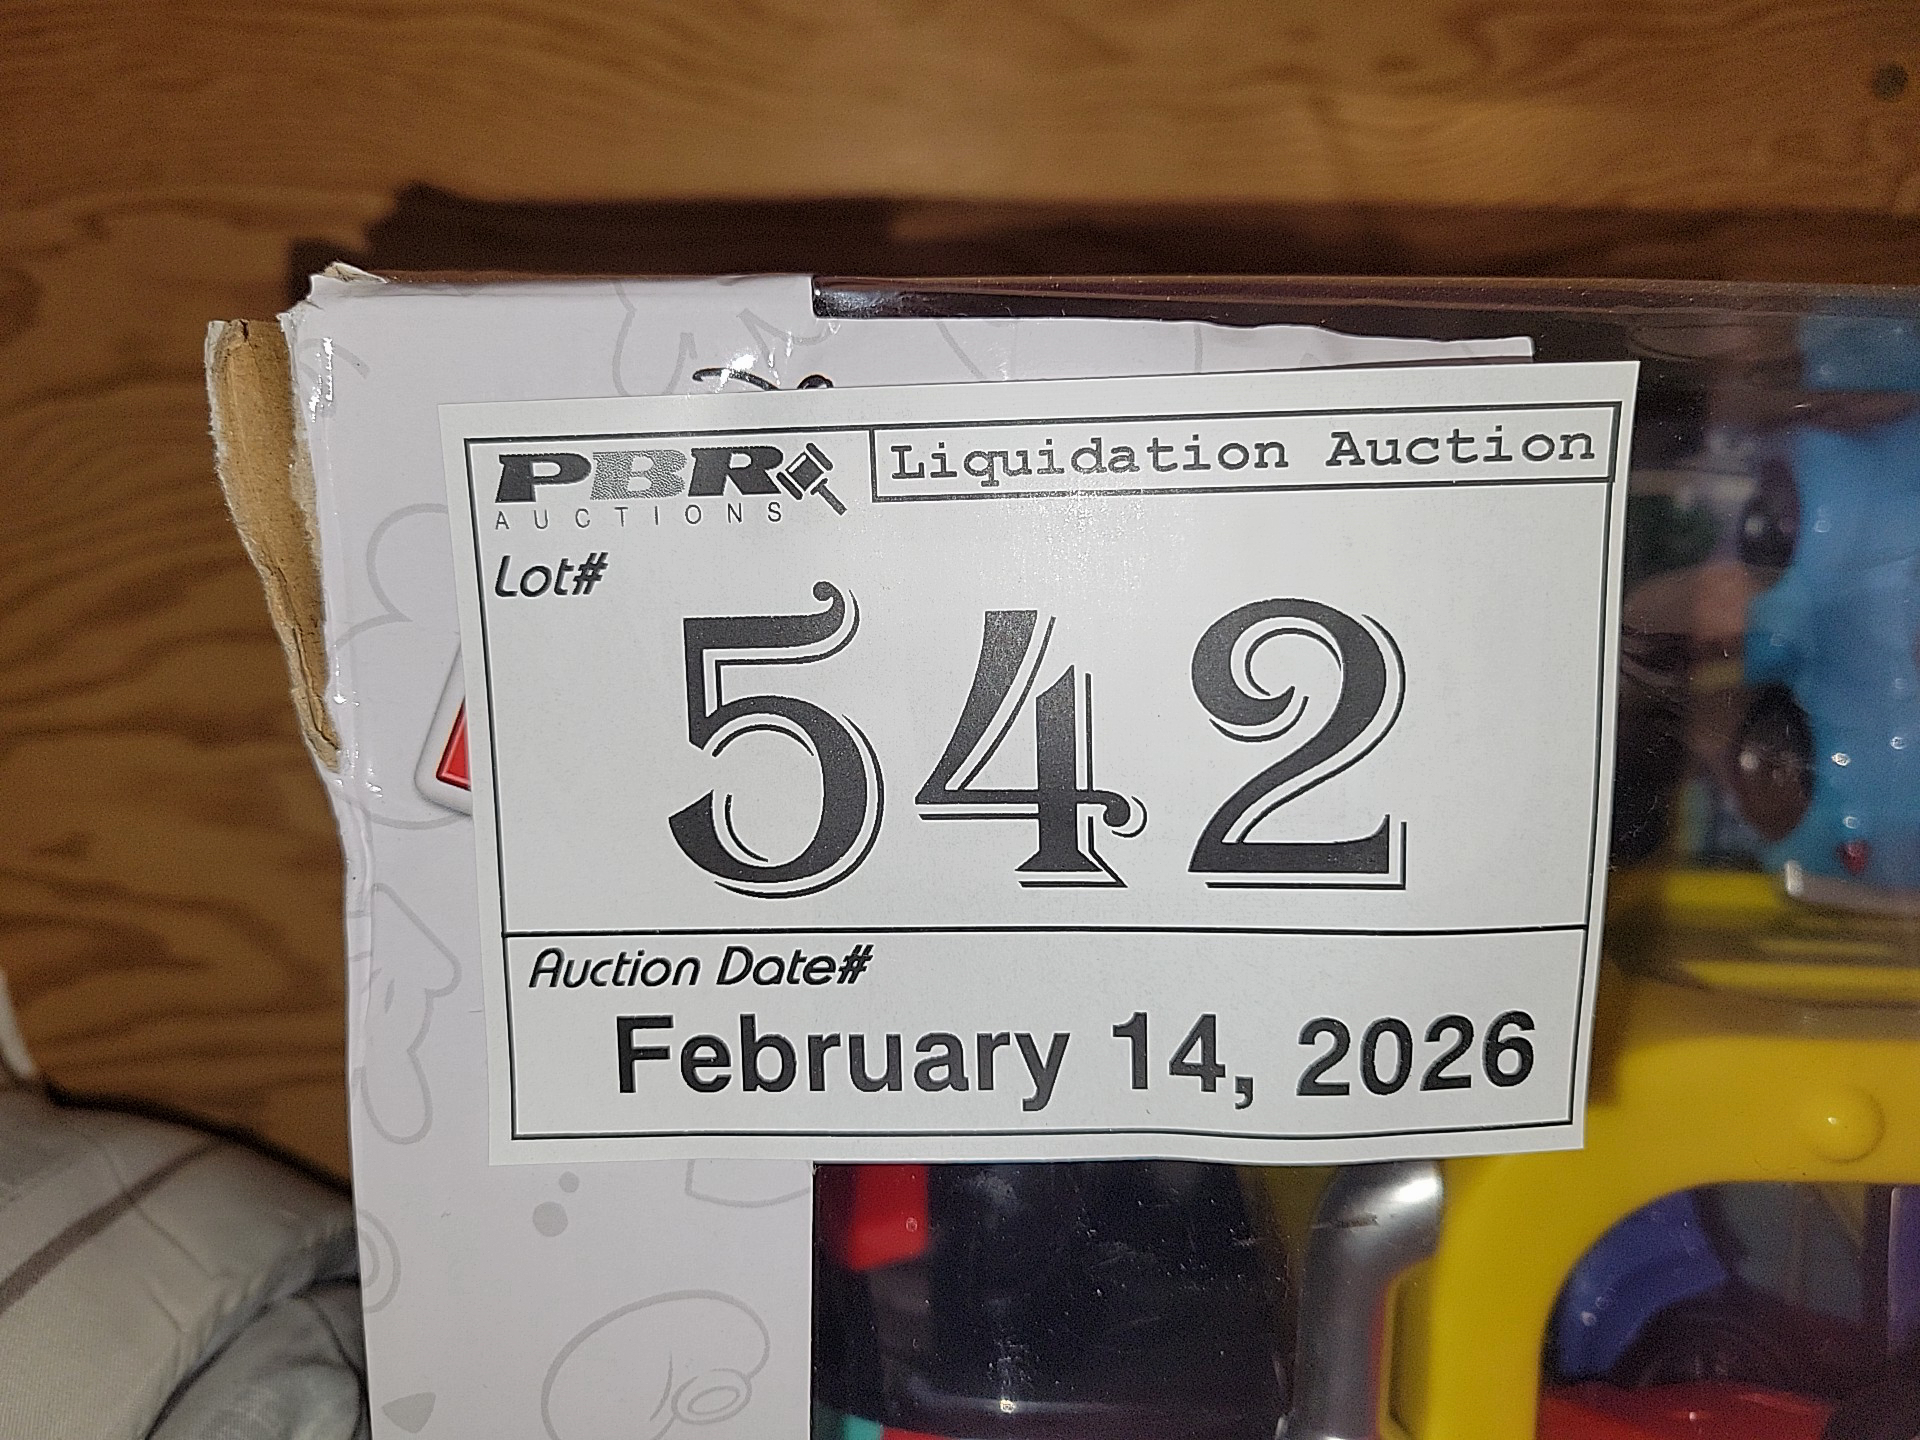 PBR
AUCTIONS
Liquidation Auction
Lot#
542
Auction Date#
February 14, 2026